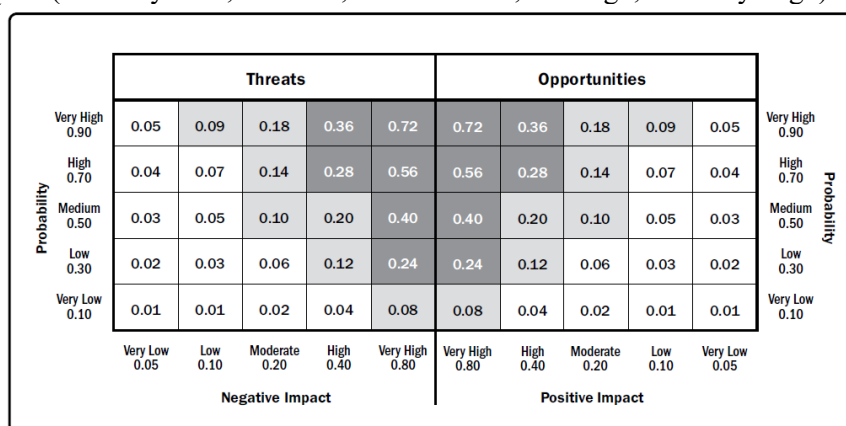 Threats Opportunities
Very High 0.90 0.05 0.09 0.18 0.36 0.72 0.72 0.36 0.18 0.09 0.05 Very High 0.90
High 0.70 0.04 0.07 0.14 0.28 0.56 0.56 0.28 0.14 0.07 0.04 High 0.70
Medium 0.50 0.03 0.05 0.10 0.20 0.40 0.40 0.20 0.10 0.05 0.03 Medium 0.50
Low 0.30 0.02 0.03 0.06 0.12 0.24 0.24 0.12 0.06 0.03 0.02 Low 0.30
Very Low 0.10 0.01 0.01 0.02 0.04 0.08 0.08 0.04 0.02 0.01 0.01 Very Low 0.10
Probability
Probability
Very Low Low Moderate High Very High Very High High Moderate Low Very Low
0.05 0.10 0.20 0.40 0.80 0.80 0.40 0.20 0.10 0.05
Negative Impact Positive Impact